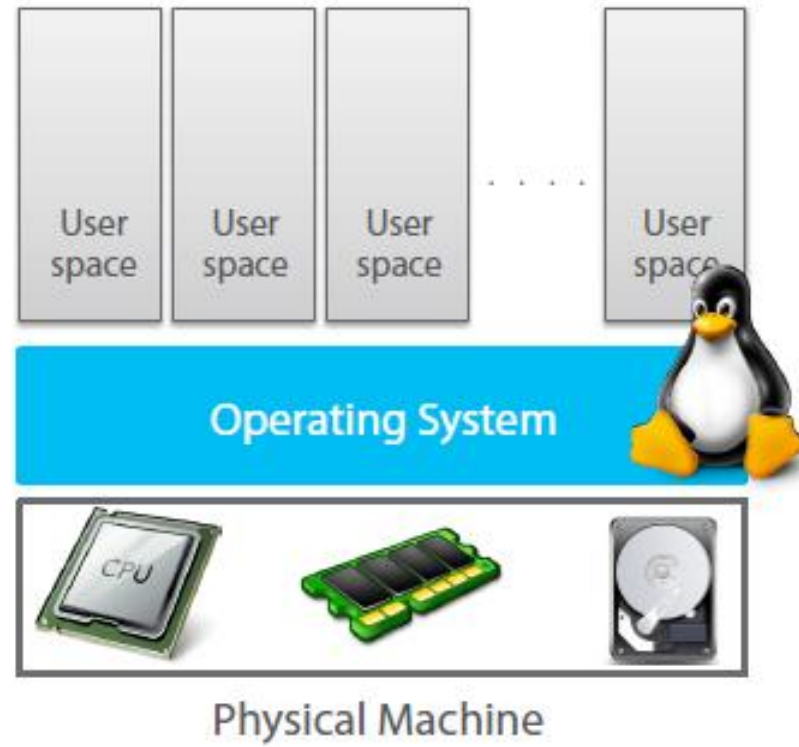 User
space
User
space
User
space
. . . .
User
space
Operating System
CPU
Physical Machine